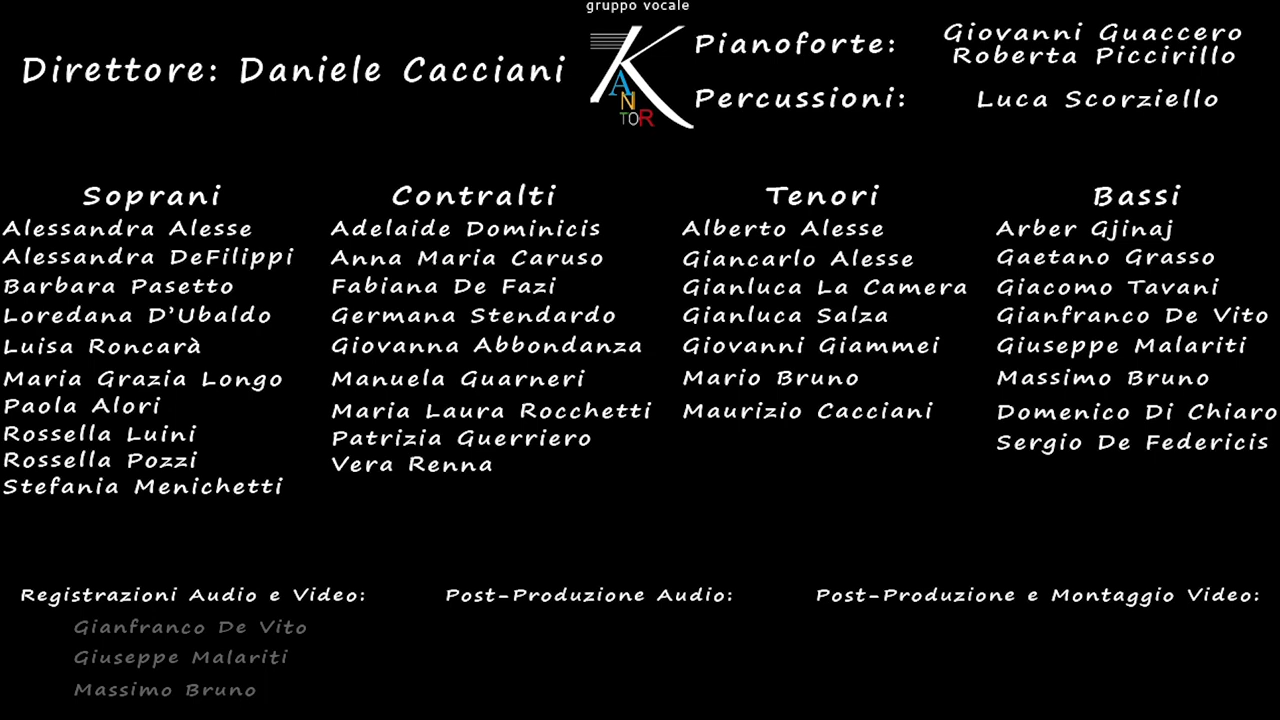 gruppo vocale
KANTOR
Direttore: Daniele Cacciani
Pianoforte:
Giovanni Guaccero
Roberta Piccirillo
Percussioni:
Luca Scorziello
Soprani
Alessandra Alesse
Alessandra DeFilippi
Barbara Pasetto
Loredana D’Ubaldo
Luisa Roncarà
Maria Grazia Longo
Paola Alori
Rossella Luini
Rossella Pozzi
Stefania Menichetti
Contralti
Adelaide Dominicis
Anna Maria Caruso
Fabiana De Fazi
Germana Stendardo
Giovanna Abbondanza
Manuela Guarneri
Maria Laura Rocchetti
Patrizia Guerriero
Vera Renna
Tenori
Alberto Alesse
Giancarlo Alesse
Gianluca La Camera
Gianluca Salza
Giovanni Giammei
Mario Bruno
Maurizio Cacciani
Bassi
Arber Gjinaj
Gaetano Grasso
Giacomo Tavani
Gianfranco De Vito
Giuseppe Malariti
Massimo Bruno
Domenico Di Chiaro
Sergio De Federicis
Registrazioni Audio e Video:
Gianfranco De Vito
Giuseppe Malariti
Massimo Bruno
Post-Produzione Audio:
Post-Produzione e Montaggio Video: